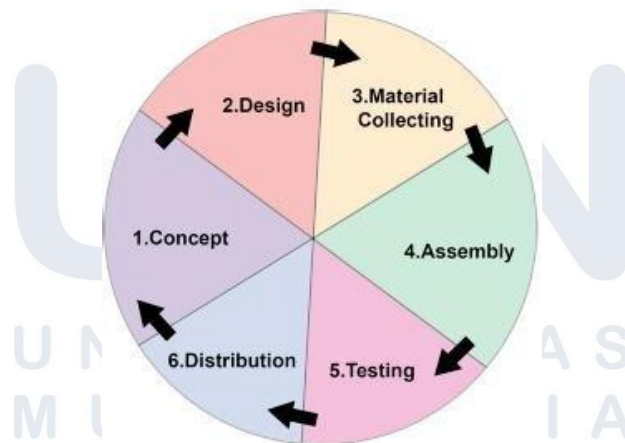 2.Design
3.Material
Collecting
1.Concept
4.Assembly
6.Distribution
5.Testing